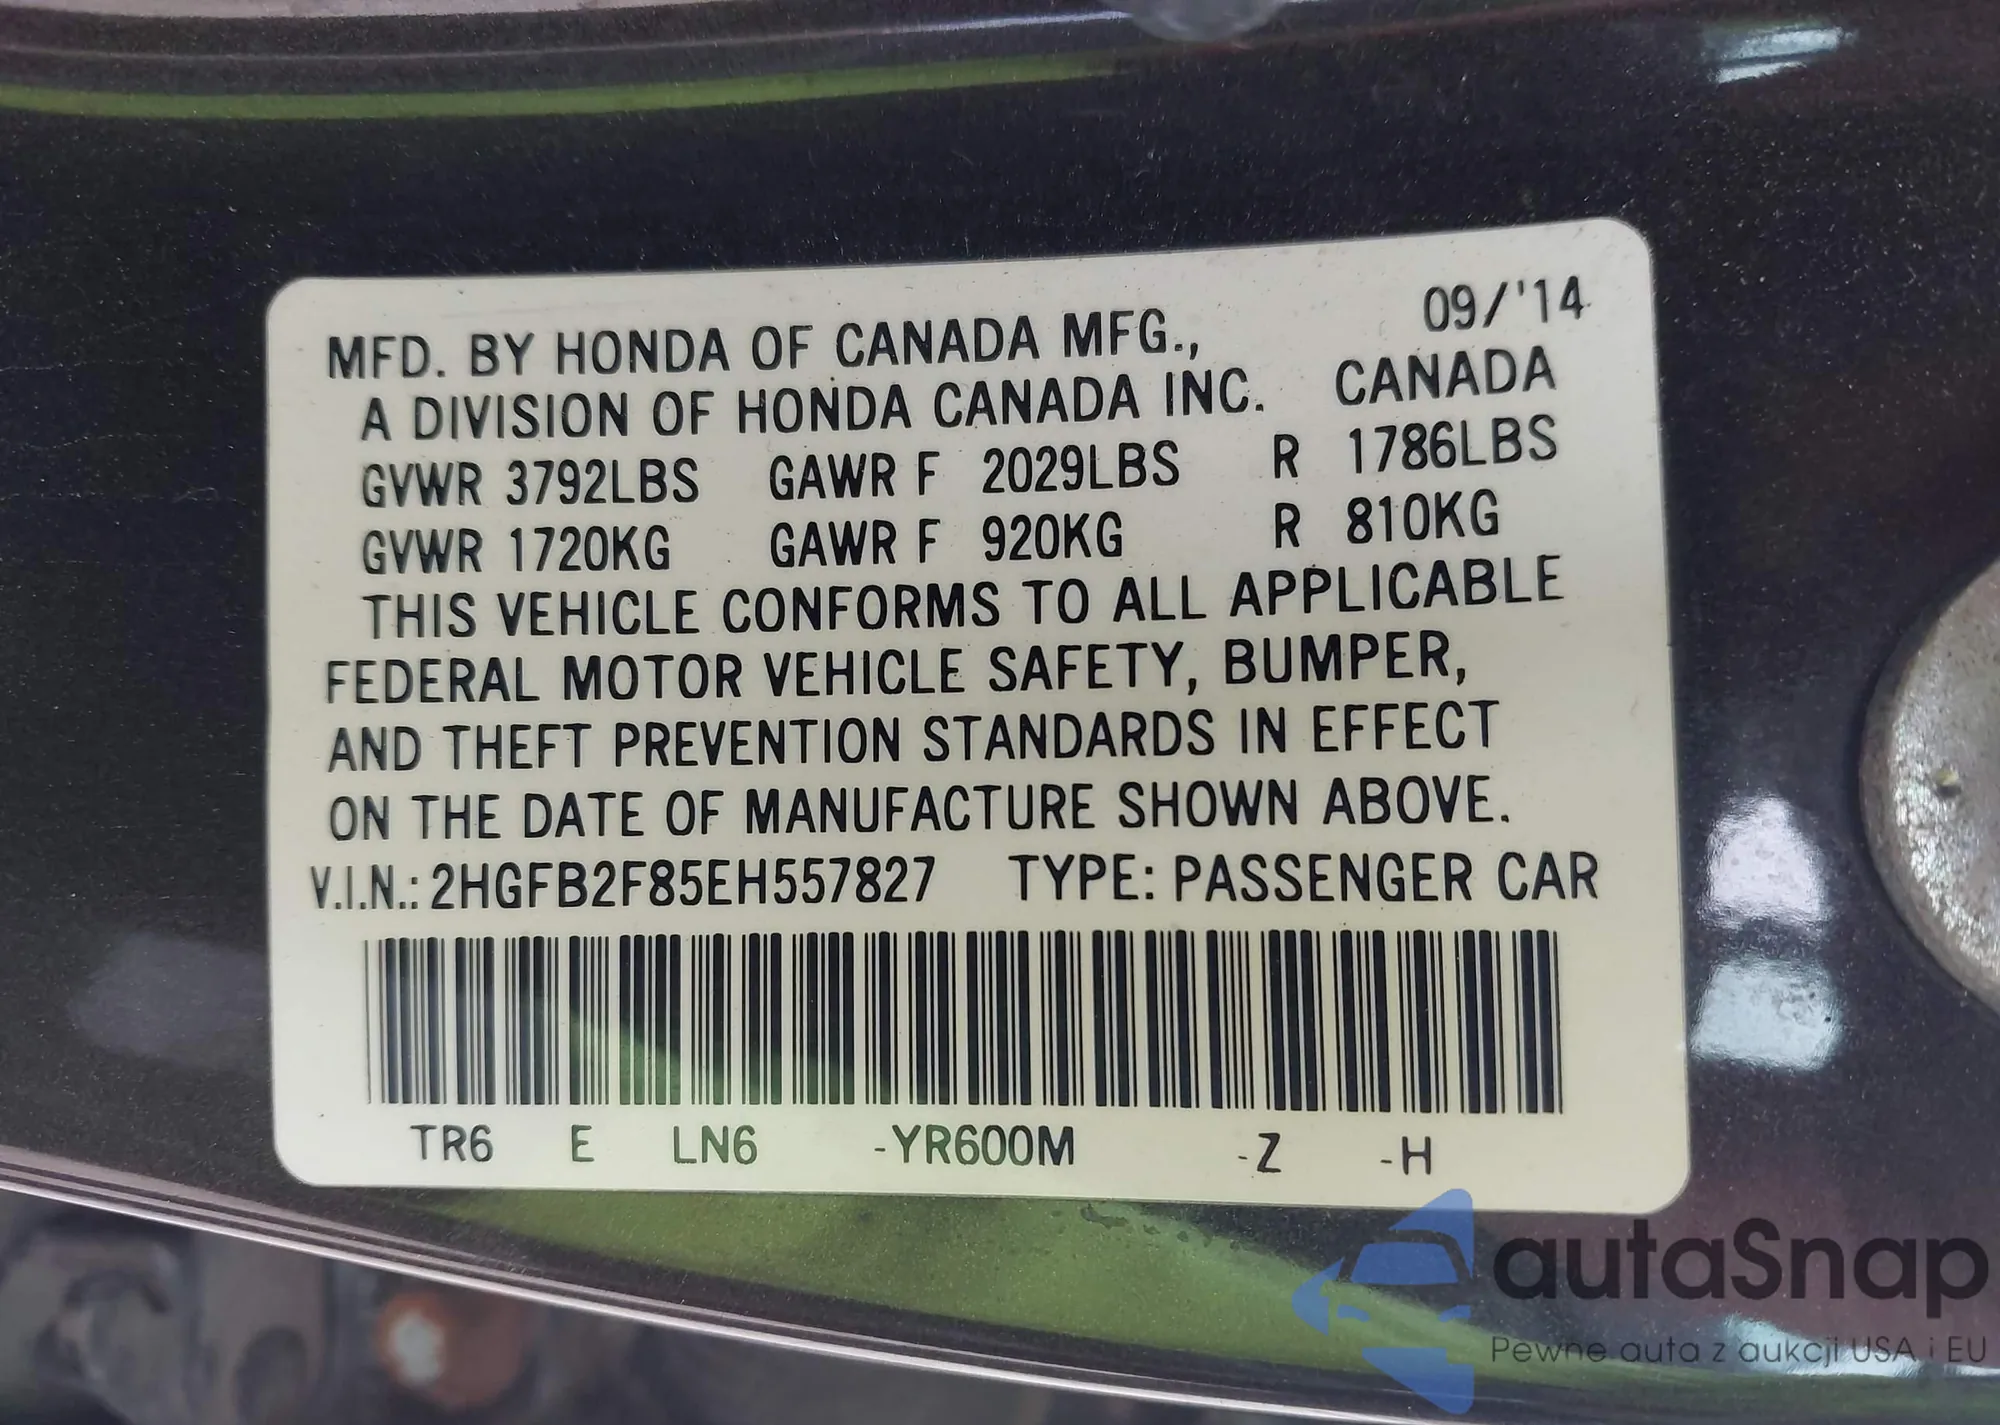 09/'14
MFD. BY HONDA OF CANADA MFG.,
A DIVISION OF HONDA CANADA INC. CANADA
GVWR 3792LBS GAWR F 2029LBS R 1786LBS
GVWR 1720KG GAWR F 920KG R 810KG
THIS VEHICLE CONFORMS TO ALL APPLICABLE
FEDERAL MOTOR VEHICLE SAFETY, BUMPER,
AND THEFT PREVENTION STANDARDS IN EFFECT
ON THE DATE OF MANUFACTURE SHOWN ABOVE.
V.I.N.: 2HGFB2F85EH557827 TYPE: PASSENGER CAR
TR6 E LN6 -YR600M -Z -H
autaSnap
Pewne auta z aukcji USA i EU